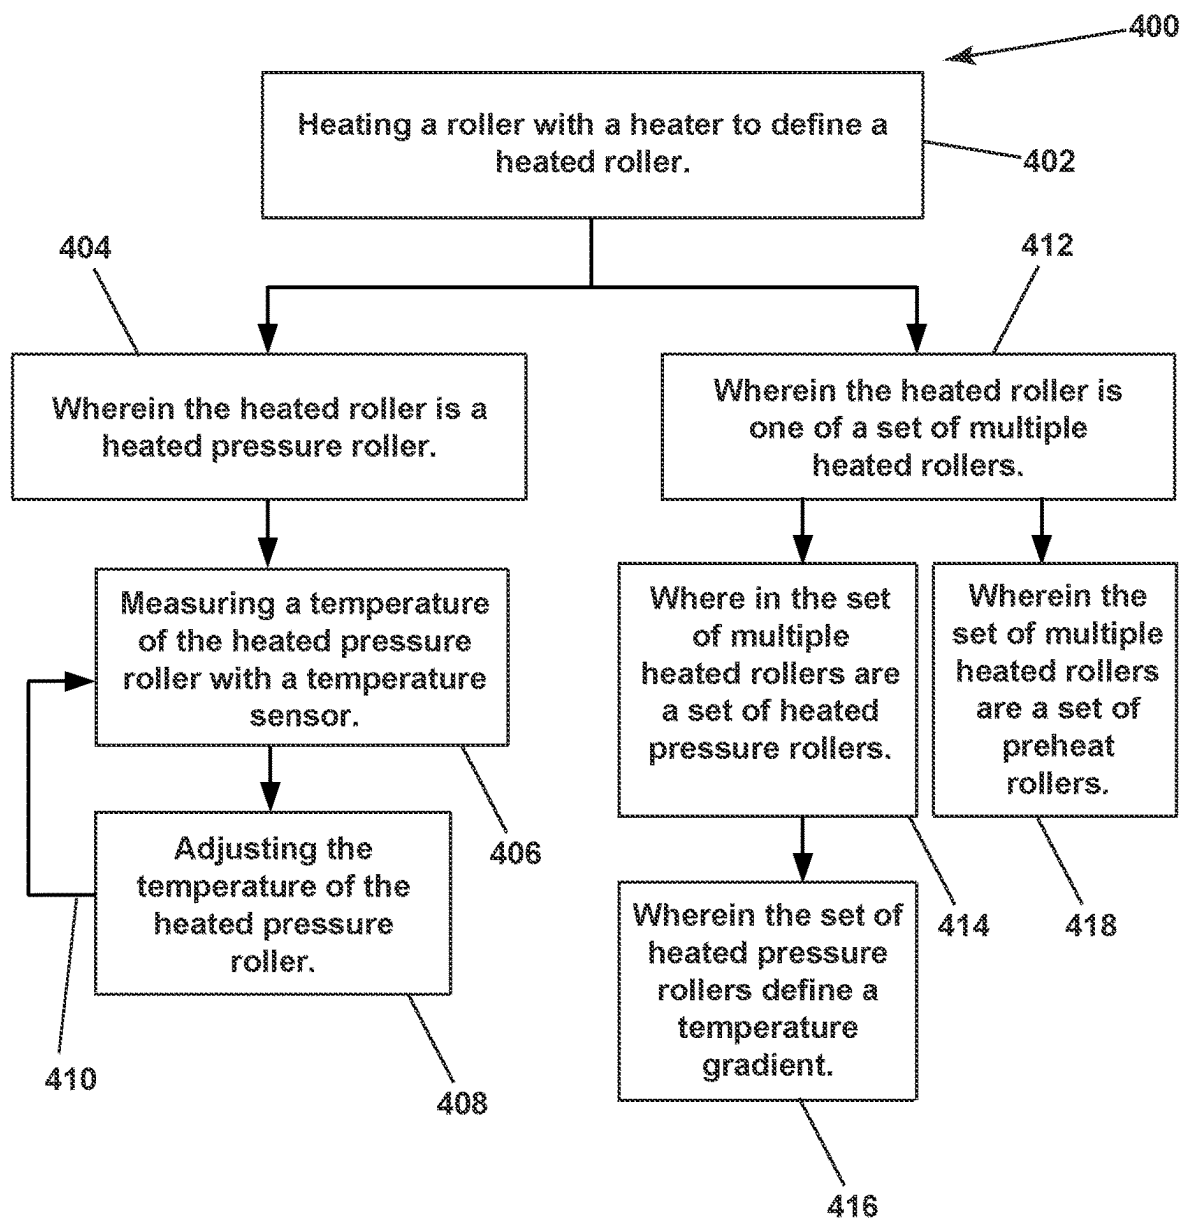 400
Heating a roller with a heater to define a
heated roller.
402
404
412
Wherein the heated roller is a
heated pressure roller.
Wherein the heated roller is
one of a set of multiple
heated rollers.
Measuring a temperature
of the heated pressure
roller with a temperature
sensor.
406
Adjusting the
temperature of the
heated pressure
roller.
410
408
Where in the set
of multiple
heated rollers are
a set of heated
pressure rollers.
414
Wherein the
set of multiple
heated rollers
are a set of
preheat
rollers.
418
Wherein the set of
heated pressure
rollers define a
temperature
gradient.
416